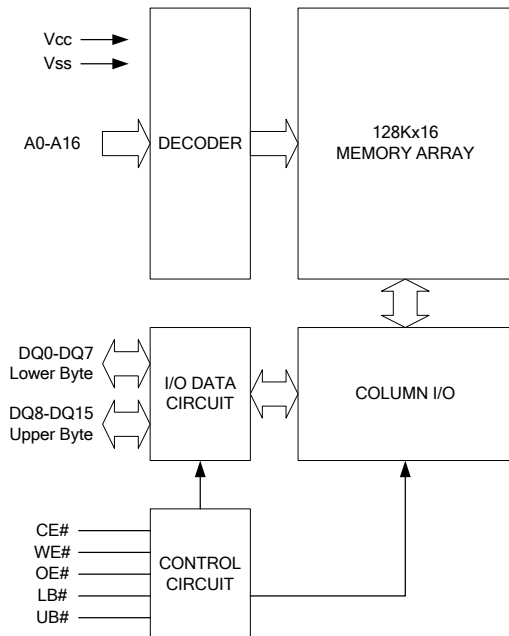 Vcc
Vss
A0-A16
DECODER
128Kx16
MEMORY ARRAY
DQ0-DQ7
Lower Byte
DQ8-DQ15
Upper Byte
I/O DATA
CIRCUIT
COLUMN I/O
CE#
WE#
OE#
LB#
UB#
CONTROL
CIRCUIT